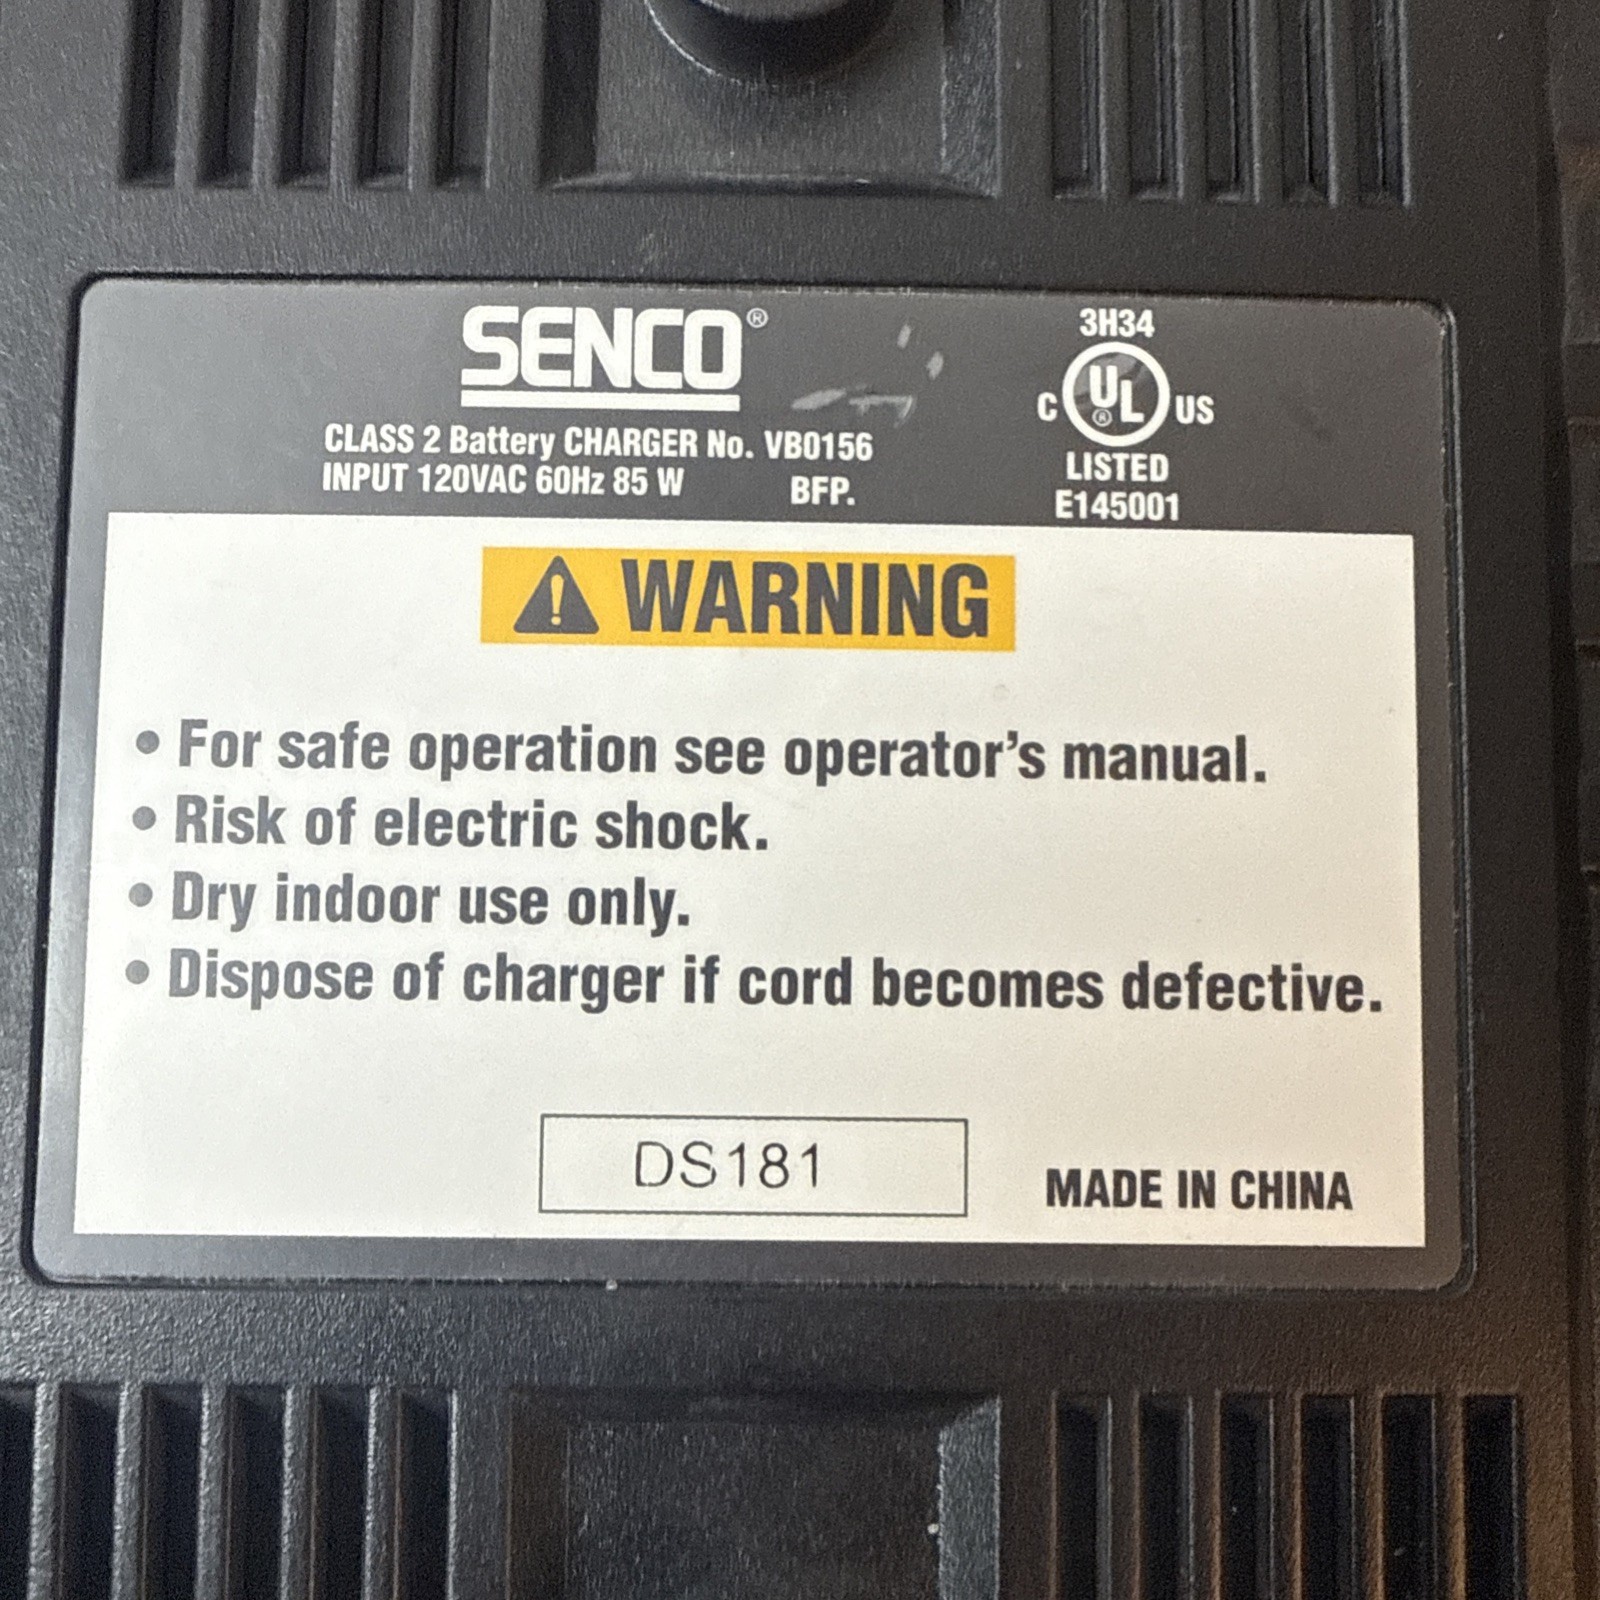 SENCO®
CLASS 2 Battery CHARGER No. VB0156
INPUT 120VAC 60Hz 85 W BFP.
3H34
C UL® US
LISTED
E145001
WARNING
• For safe operation see operator's manual.
• Risk of electric shock.
• Dry indoor use only.
• Dispose of charger if cord becomes defective.
DS181
MADE IN CHINA